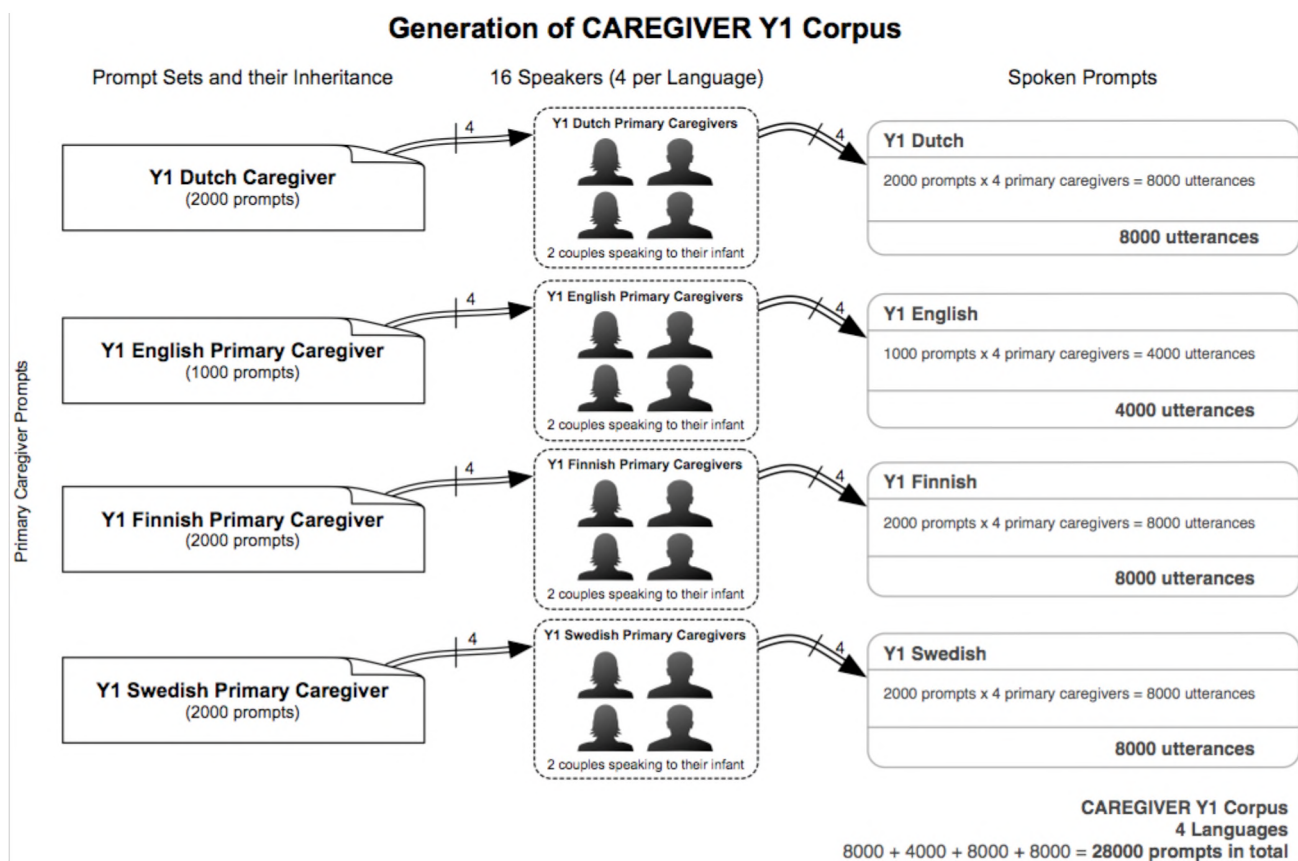 Generation of CAREGIVER Y1 Corpus
Prompt Sets and their Inheritance
16 Speakers (4 per Language)
Spoken Prompts
Primary Caregiver Prompts
Y1 Dutch Caregiver
(2000 prompts)
4
Y1 Dutch Primary Caregivers
2 couples speaking to their infant
4
Y1 Dutch
2000 prompts x 4 primary caregivers = 8000 utterances
8000 utterances
Y1 English Primary Caregiver
(1000 prompts)
4
Y1 English Primary Caregivers
2 couples speaking to their infant
4
Y1 English
1000 prompts x 4 primary caregivers = 4000 utterances
4000 utterances
Y1 Finnish Primary Caregiver
(2000 prompts)
4
Y1 Finnish Primary Caregivers
2 couples speaking to their infant
4
Y1 Finnish
2000 prompts x 4 primary caregivers = 8000 utterances
8000 utterances
Y1 Swedish Primary Caregiver
(2000 prompts)
4
Y1 Swedish Primary Caregivers
2 couples speaking to their infant
4
Y1 Swedish
2000 prompts x 4 primary caregivers = 8000 utterances
8000 utterances
CAREGIVER Y1 Corpus
4 Languages
8000 + 4000 + 8000 + 8000 = 28000 prompts in total